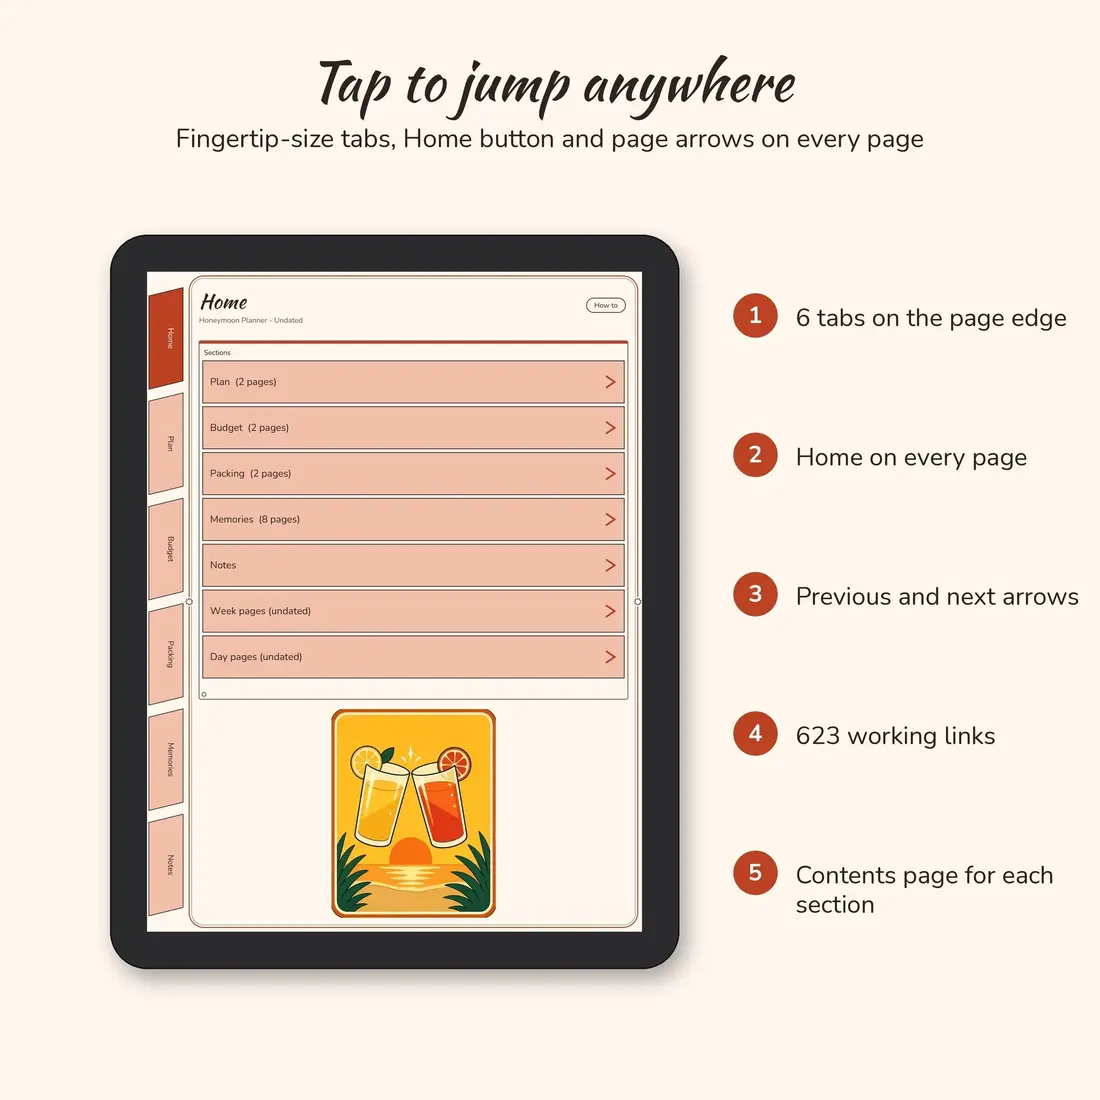 Tap to jump anywhere
Fingertip-size tabs, Home button and page arrows on every page
Home
Plan
Budget
Packing
Memories
Notes
Home
Honeymoon Planner - Undated
How to
Sections
Plan (2 pages)
Budget (2 pages)
Packing (2 pages)
Memories (8 pages)
Notes
Week pages (undated)
Day pages (undated)
1 6 tabs on the page edge
2 Home on every page
3 Previous and next arrows
4 623 working links
5 Contents page for each
section